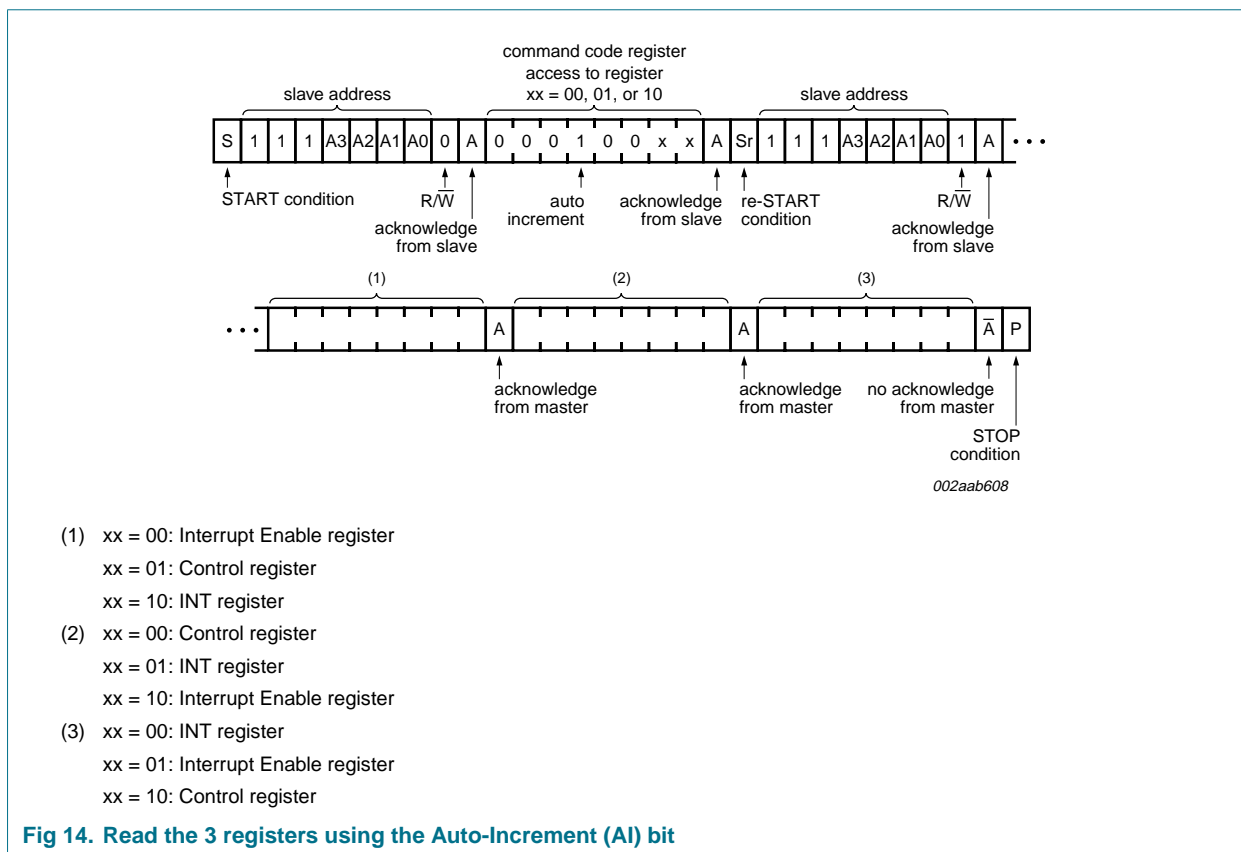 command code register
access to register
xx = 00, 01, or 10
slave address
slave address
S 1 1 1 A3 A2 A1 A0 0 A 0 0 0 1 0 0 x x A Sr 1 1 1 A3 A2 A1 A0 1 A • • •
START condition
R/W̅
acknowledge
from slave
auto
increment
acknowledge
from slave
re-START
condition
R/W̅
acknowledge
from slave
(1)
(2)
(3)
• • • A A A̅ P
acknowledge
from master
acknowledge
from master
no acknowledge
from master
STOP
condition
002aab608
(1) xx = 00: Interrupt Enable register
xx = 01: Control register
xx = 10: INT register
(2) xx = 00: Control register
xx = 01: INT register
xx = 10: Interrupt Enable register
(3) xx = 00: INT register
xx = 01: Interrupt Enable register
xx = 10: Control register
Fig 14. Read the 3 registers using the Auto-Increment (AI) bit